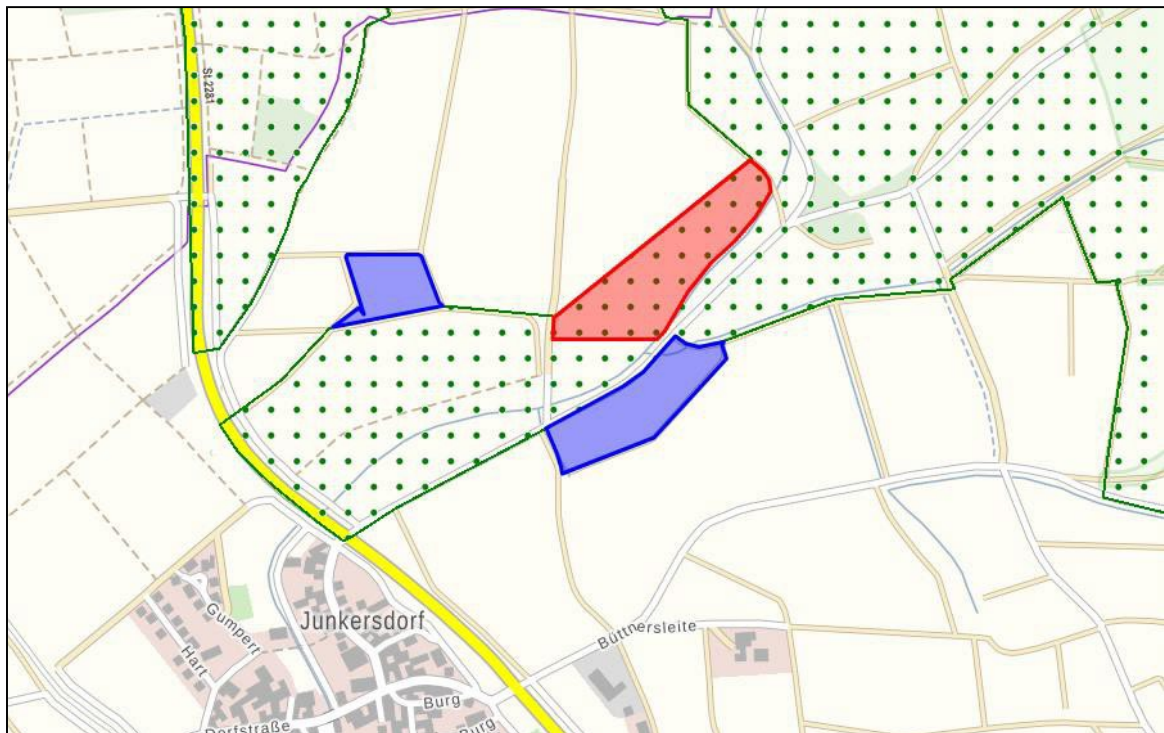 St 2281
Junkersdorf
Gumpert
Hart
Büttnersleite
Burg
Burg
Dorfstraße